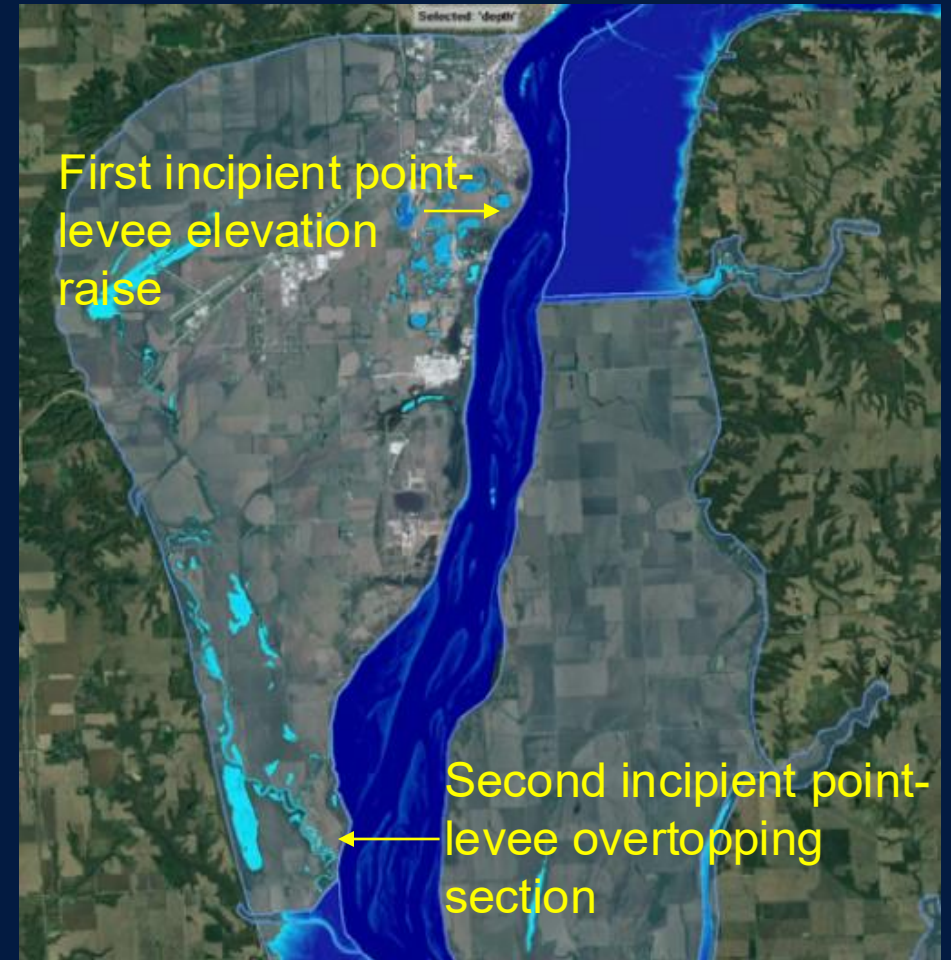 Selected: 'depth'
First incipient point-
levee elevation
raise
Second incipient point-
levee overtopping
section